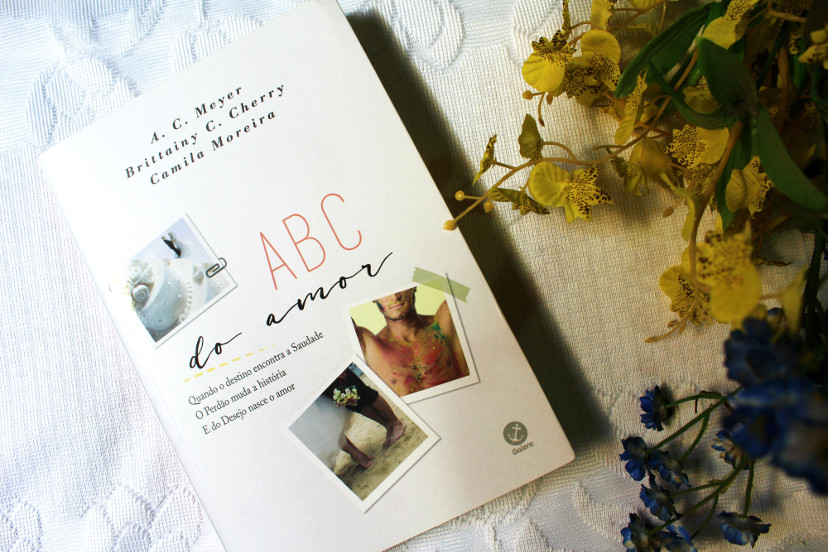 A. C. Meyer
Brittainy C. Cherry
Camila Moreira
ABC
do amor
Quando o destino encontra a Saudade
O Perdão muda a história
E do Desejo nasce o amor
Galera